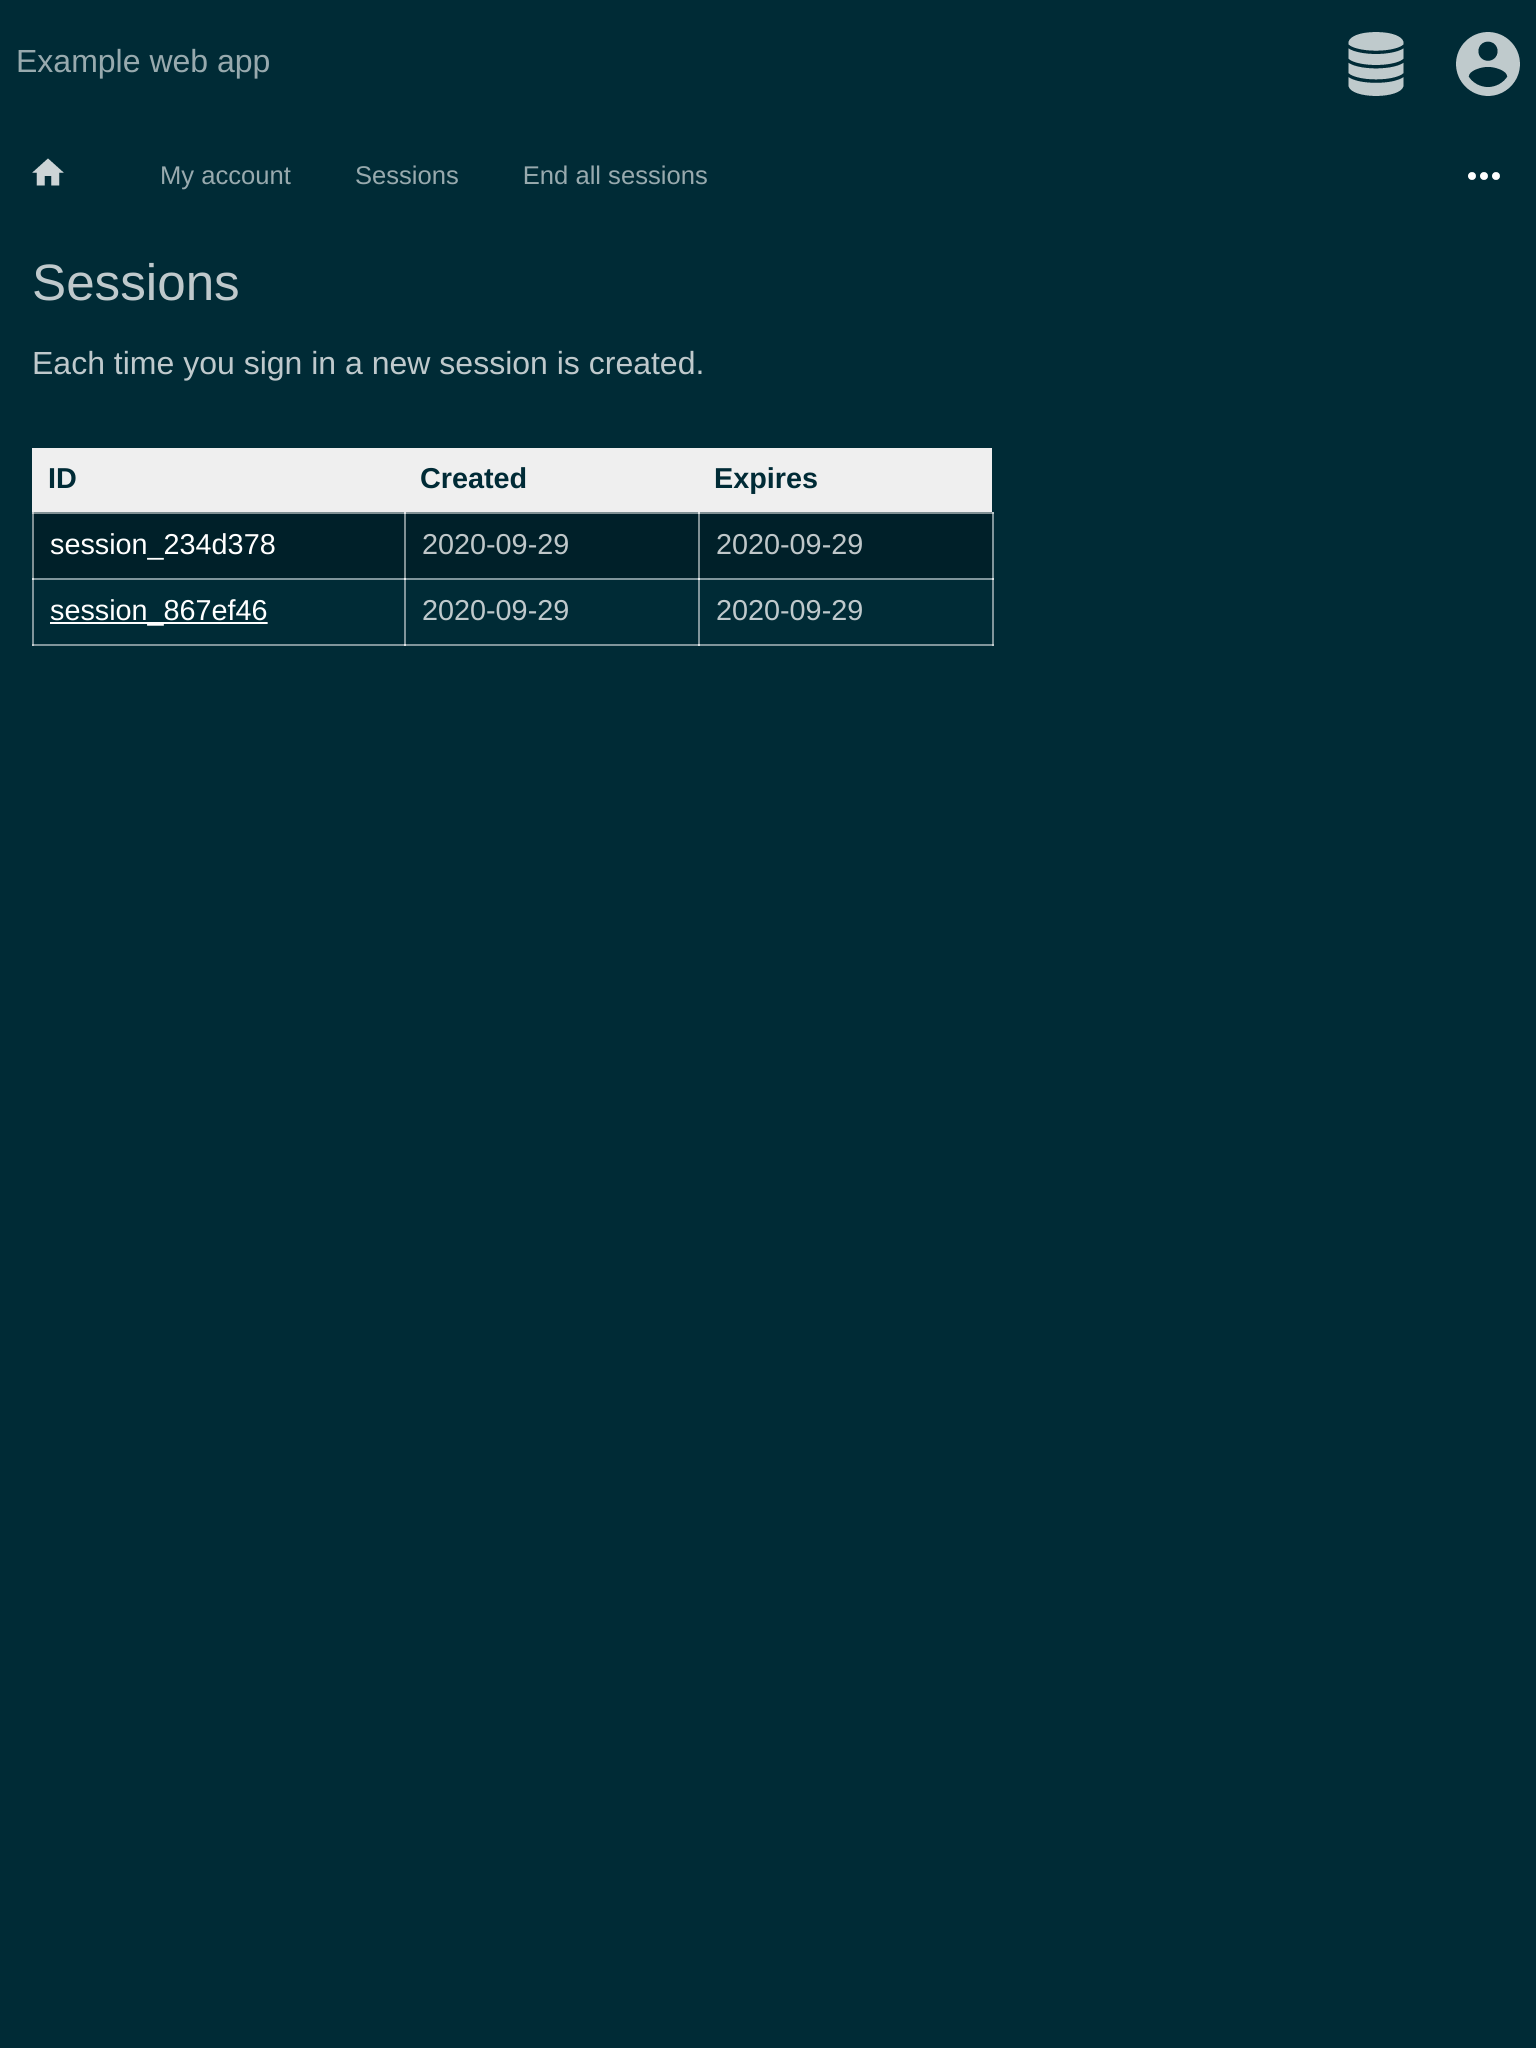 Example web app
My account Sessions End all sessions
Sessions
Each time you sign in a new session is created.
ID Created Expires
session_234d378 2020-09-29 2020-09-29
session_867ef46 2020-09-29 2020-09-29